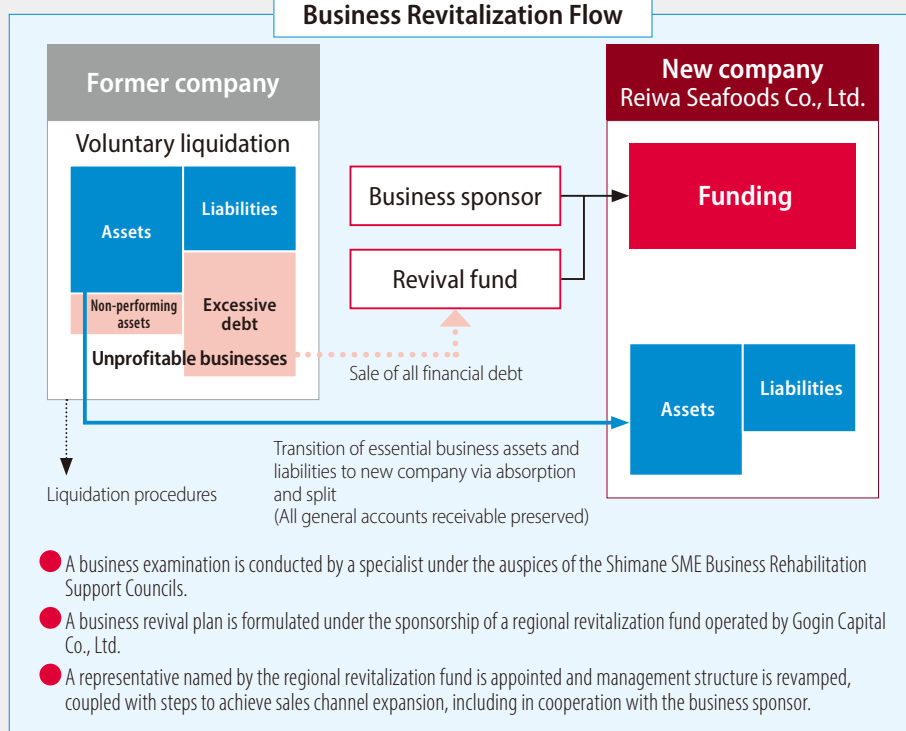 Business Revitalization Flow
Former company
Voluntary liquidation
Assets
Liabilities
Non-performing
assets
Excessive
debt
Unprofitable businesses
Liquidation procedures
Business sponsor
Revival fund
Sale of all financial debt
Transition of essential business assets and
liabilities to new company via absorption
and split
(All general accounts receivable preserved)
New company
Reiwa Seafoods Co., Ltd.
Funding
Assets
Liabilities
A business examination is conducted by a specialist under the auspices of the Shimane SME Business Rehabilitation
Support Councils.
A business revival plan is formulated under the sponsorship of a regional revitalization fund operated by Gogin Capital
Co., Ltd.
A representative named by the regional revitalization fund is appointed and management structure is revamped,
coupled with steps to achieve sales channel expansion, including in cooperation with the business sponsor.